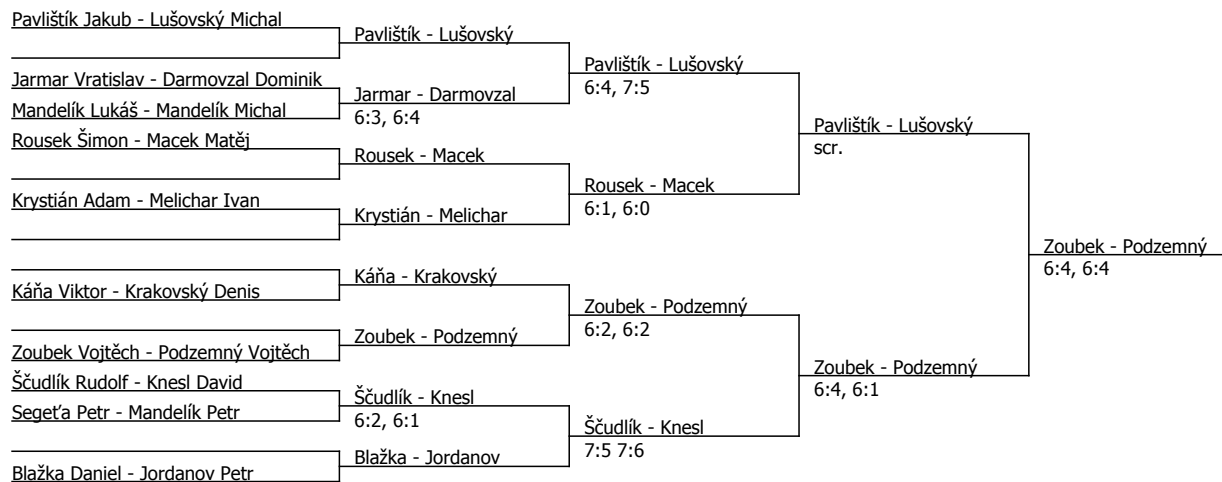 Pavlištík Jakub - Lušovský Michal
Jarmar Vratislav - Darmovzal Dominik
Mandelík Lukáš - Mandelík Michal
Rousek Šimon - Macek Matěj
Krystián Adam - Melichar Ivan
Káňa Viktor - Krakovský Denis
Zoubek Vojtěch - Podzemný Vojtěch
Ščudlík Rudolf - Knesl David
Segeťa Petr - Mandelík Petr
Blažka Daniel - Jordanov Petr
Pavlištík - Lušovský
Jarmar - Darmovzal
6:3, 6:4
Rousek - Macek
Krystián - Melichar
Káňa - Krakovský
Zoubek - Podzemný
Ščudlík - Knesl
6:2, 6:1
Blažka - Jordanov
Pavlištík - Lušovský
6:4, 7:5
Rousek - Macek
6:1, 6:0
Zoubek - Podzemný
6:2, 6:2
Ščudlík - Knesl
7:5 7:6
Pavlištík - Lušovský
scr.
Zoubek - Podzemný
6:4, 6:1
Zoubek - Podzemný
6:4, 6:4